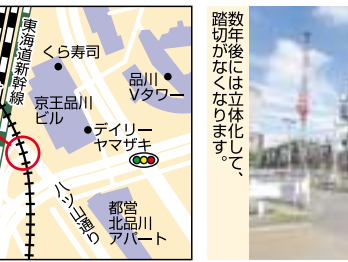 東海道新幹線
くら寿司
品川
Vタワー
京王品川
ビル
デイリー
ヤマザキ
八ツ山通り
都営
北品川
アパート
数年後には立体化して、
踏切がなくなります。